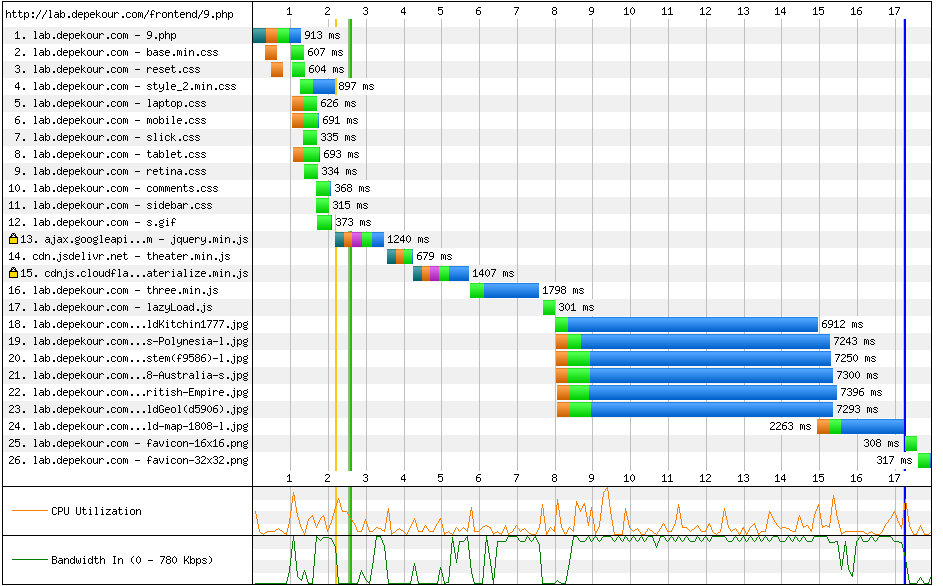 http://lab.depekour.com/frontend/9.php 1 2 3 4 5 6 7 8 9 10 11 12 13 14 15 16 17
1. lab.depekour.com – 9.php 913 ms
2. lab.depekour.com – base.min.css 607 ms
3. lab.depekour.com – reset.css 604 ms
4. lab.depekour.com – style_2.min.css 897 ms
5. lab.depekour.com – laptop.css 626 ms
6. lab.depekour.com – mobile.css 691 ms
7. lab.depekour.com – slick.css 335 ms
8. lab.depekour.com – tablet.css 693 ms
9. lab.depekour.com – retina.css 334 ms
10. lab.depekour.com – comments.css 368 ms
11. lab.depekour.com – sidebar.css 315 ms
12. lab.depekour.com – s.gif 373 ms
13. ajax.googleapi...m – jquery.min.js 1240 ms
14. cdn.jsdelivr.net – theater.min.js 679 ms
15. cdnjs.cloudfla...aterialize.min.js 1407 ms
16. lab.depekour.com – three.min.js 1798 ms
17. lab.depekour.com – lazyLoad.js 301 ms
18. lab.depekour.com...ldKitchin1777.jpg 6912 ms
19. lab.depekour.com...s-Polynesia-l.jpg 7243 ms
20. lab.depekour.com...stem(f9586)-l.jpg 7250 ms
21. lab.depekour.com...8-Australia-s.jpg 7300 ms
22. lab.depekour.com...ritish-Empire.jpg 7396 ms
23. lab.depekour.com...ldGeol(d5906).jpg 7293 ms
24. lab.depekour.com...ld-map-1808-l.jpg 2263 ms
25. lab.depekour.com – favicon-16x16.png 308 ms
26. lab.depekour.com – favicon-32x32.png 317 ms
1 2 3 4 5 6 7 8 9 10 11 12 13 14 15 16 17
CPU Utilization
Bandwidth In (0 – 780 Kbps)